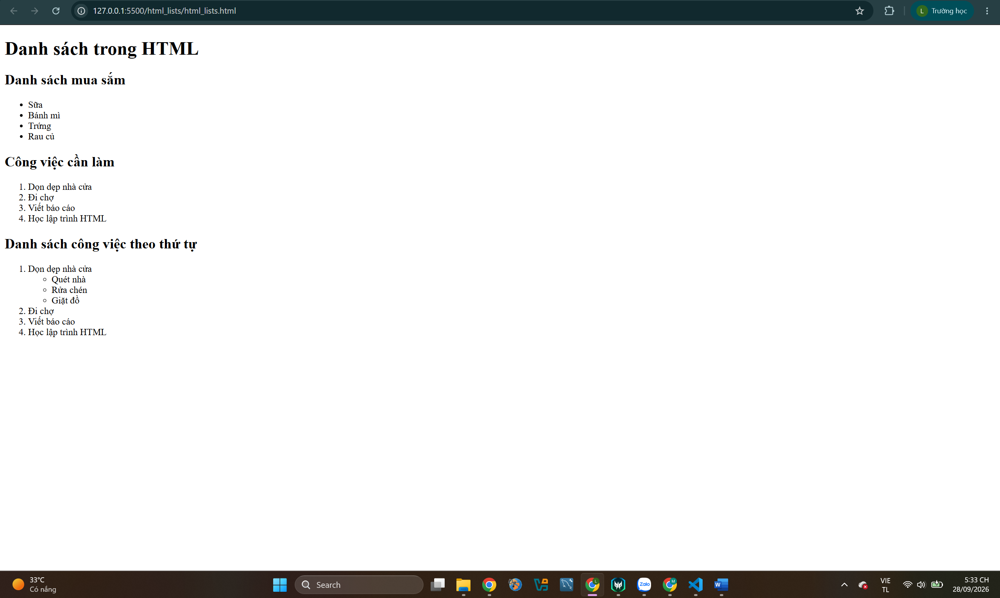 127.0.0.1:5500/html_lists/html_lists.html
L Trường học
Danh sách trong HTML
Danh sách mua sắm
• Sữa
• Bánh mì
• Trứng
• Rau củ
Công việc cần làm
1. Dọn dẹp nhà cửa
2. Đi chợ
3. Viết báo cáo
4. Học lập trình HTML
Danh sách công việc theo thứ tự
1. Dọn dẹp nhà cửa
◦ Quét nhà
◦ Rửa chén
◦ Giặt đồ
2. Đi chợ
3. Viết báo cáo
4. Học lập trình HTML
33°C
Có nắng
Search
L
Zalo
M
W
VIE
TL
5:33 CH
28/09/2026